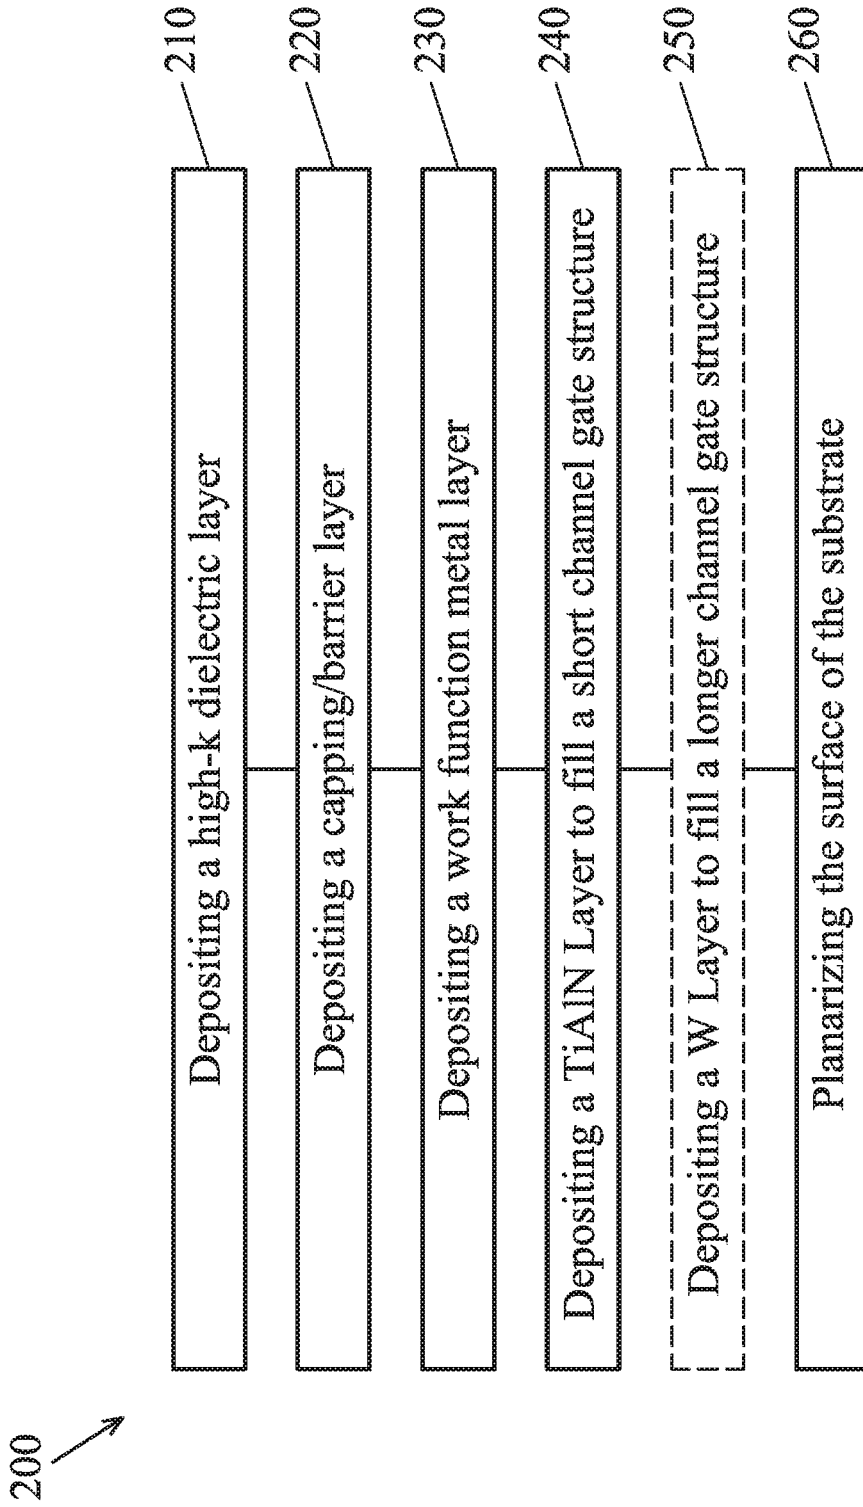 200
Depositing a high-k dielectric layer
210
Depositing a capping/barrier layer
220
Depositing a work function metal layer
230
Depositing a TiAlN Layer to fill a short channel gate structure
240
Depositing a W Layer to fill a longer channel gate structure
250
Planarizing the surface of the substrate
260